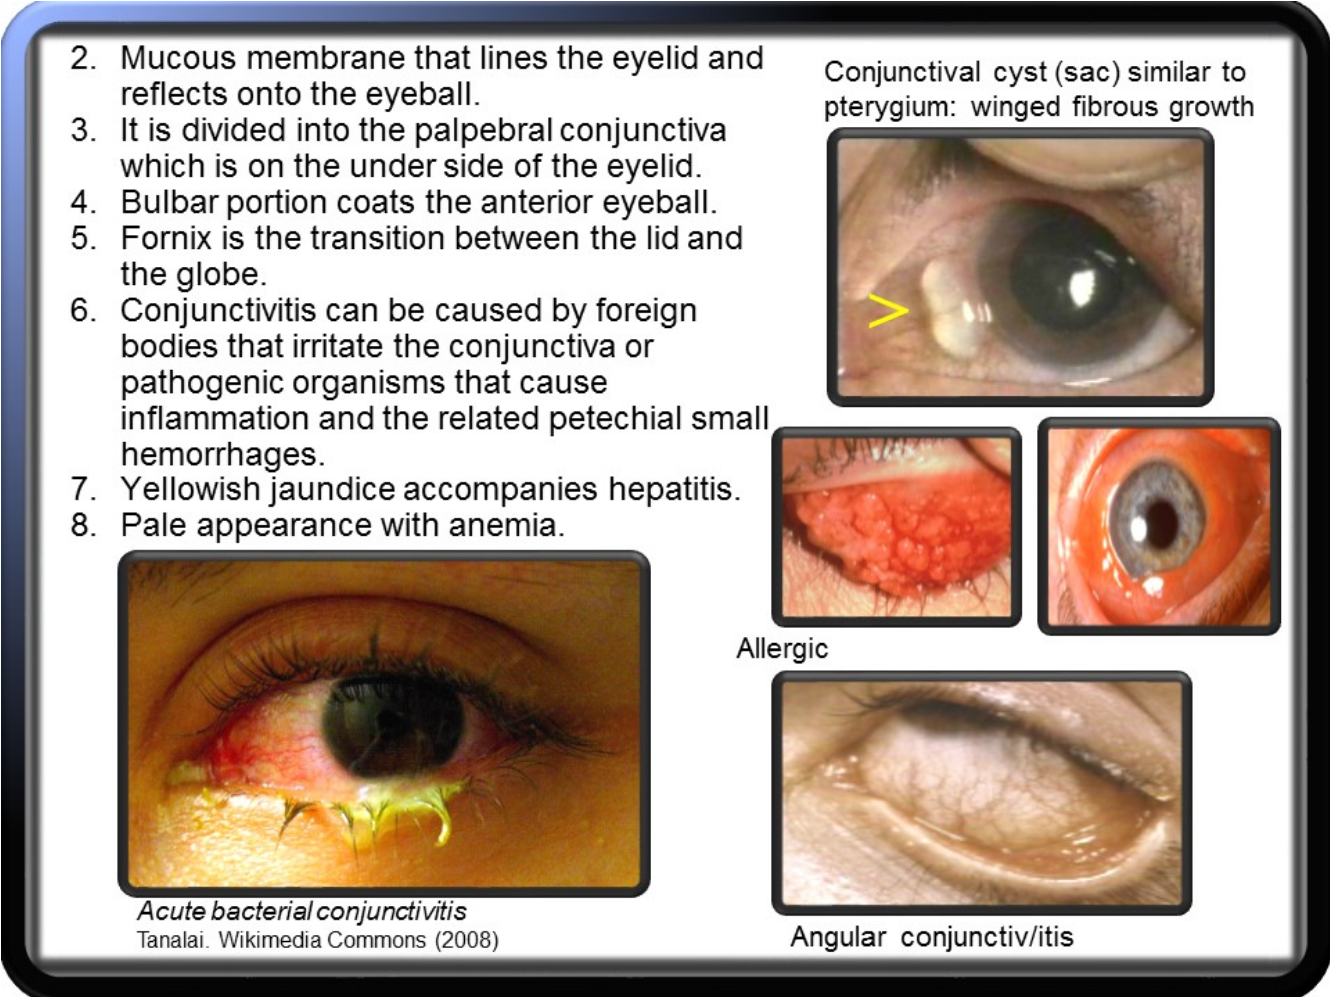 2. Mucous membrane that lines the eyelid and
reflects onto the eyeball.
3. It is divided into the palpebral conjunctiva
which is on the under side of the eyelid.
4. Bulbar portion coats the anterior eyeball.
5. Fornix is the transition between the lid and
the globe.
6. Conjunctivitis can be caused by foreign
bodies that irritate the conjunctiva or
pathogenic organisms that cause
inflammation and the related petechial small
hemorrhages.
7. Yellowish jaundice accompanies hepatitis.
8. Pale appearance with anemia.
Acute bacterial conjunctivitis
Tanalai. Wikimedia Commons (2008)
Conjunctival cyst (sac) similar to
pterygium: winged fibrous growth
>
Allergic
Angular conjunctiv/itis